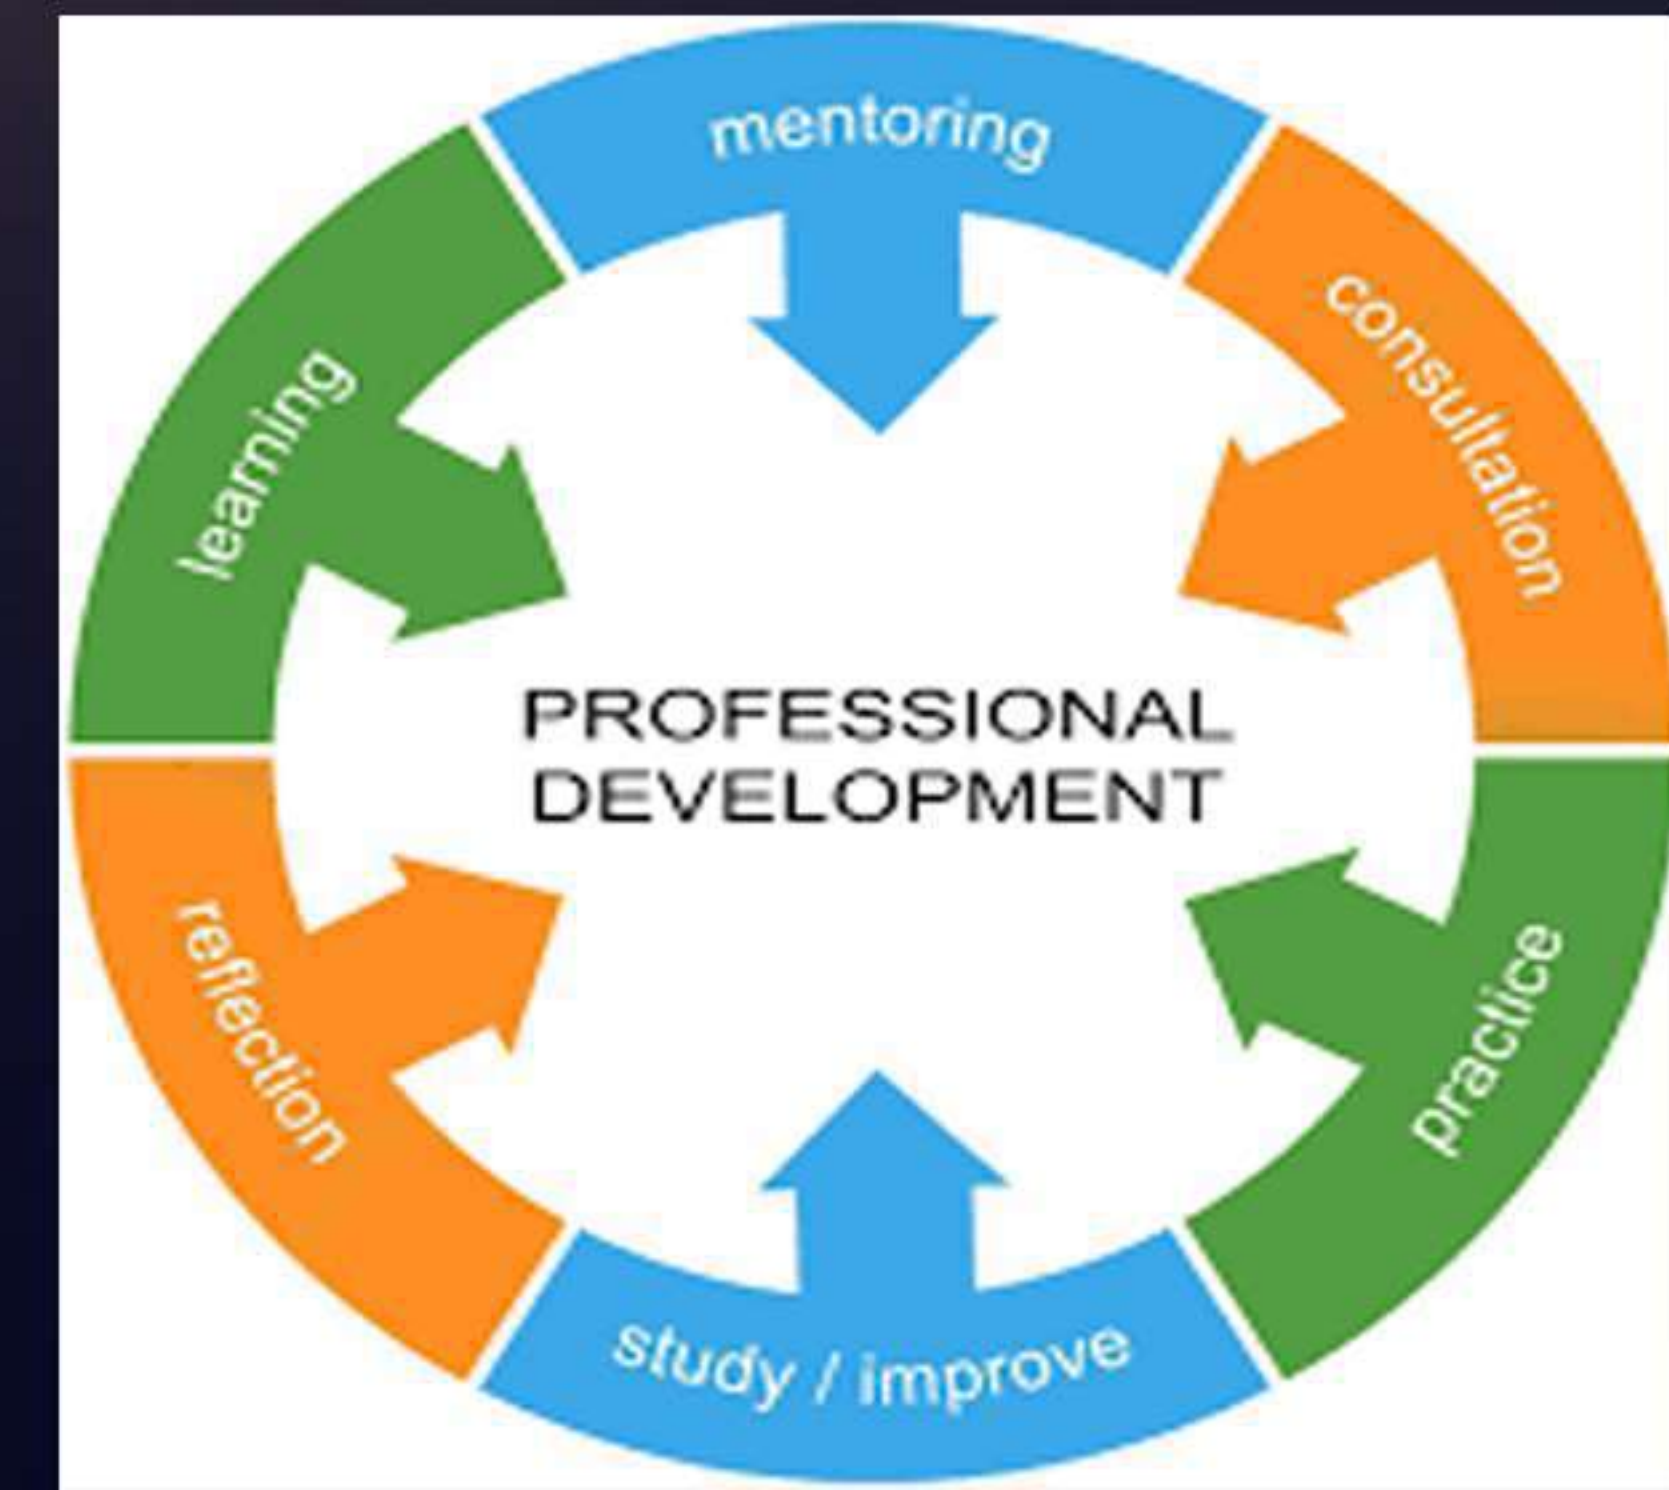 mentoring
consultation
learning
PROFESSIONAL
DEVELOPMENT
reflection
practice
study / improve